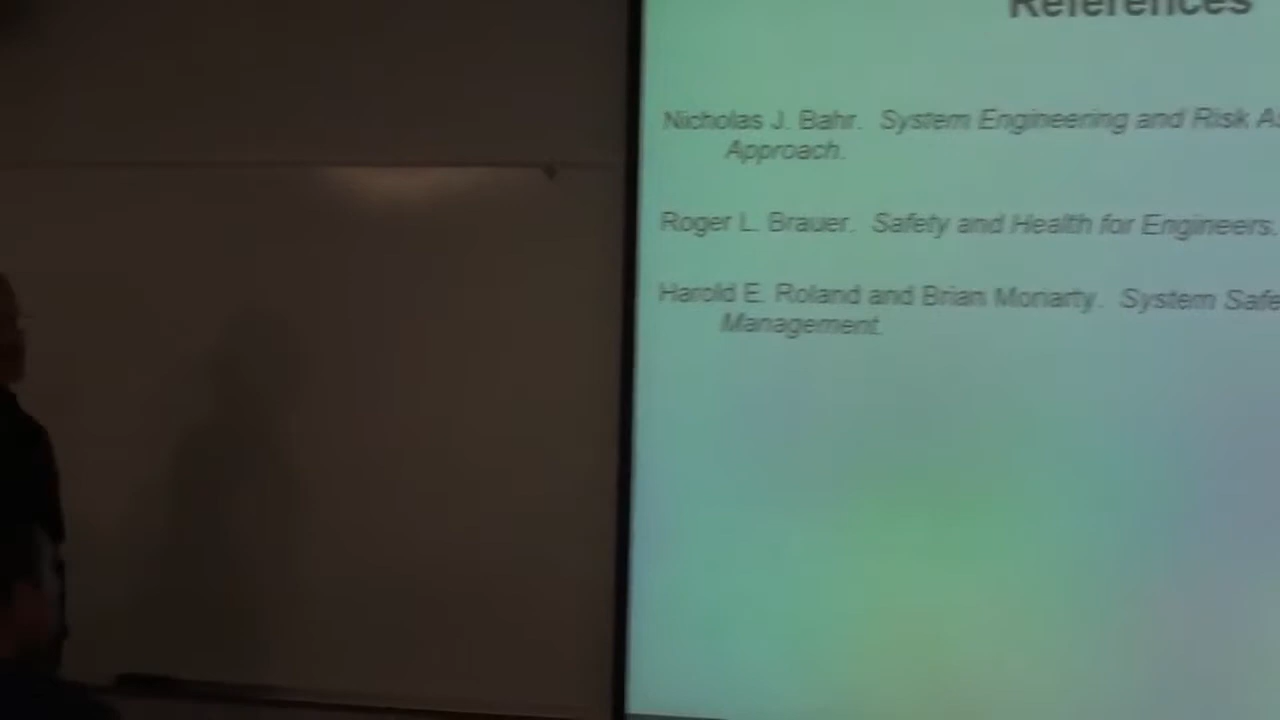 References
Nicholas J. Bahr. System Engineering and Risk
Approach.
Roger L. Brauer. Safety and Health for Engineers.
Harold E. Roland and Brian Moriarty. System
Management.